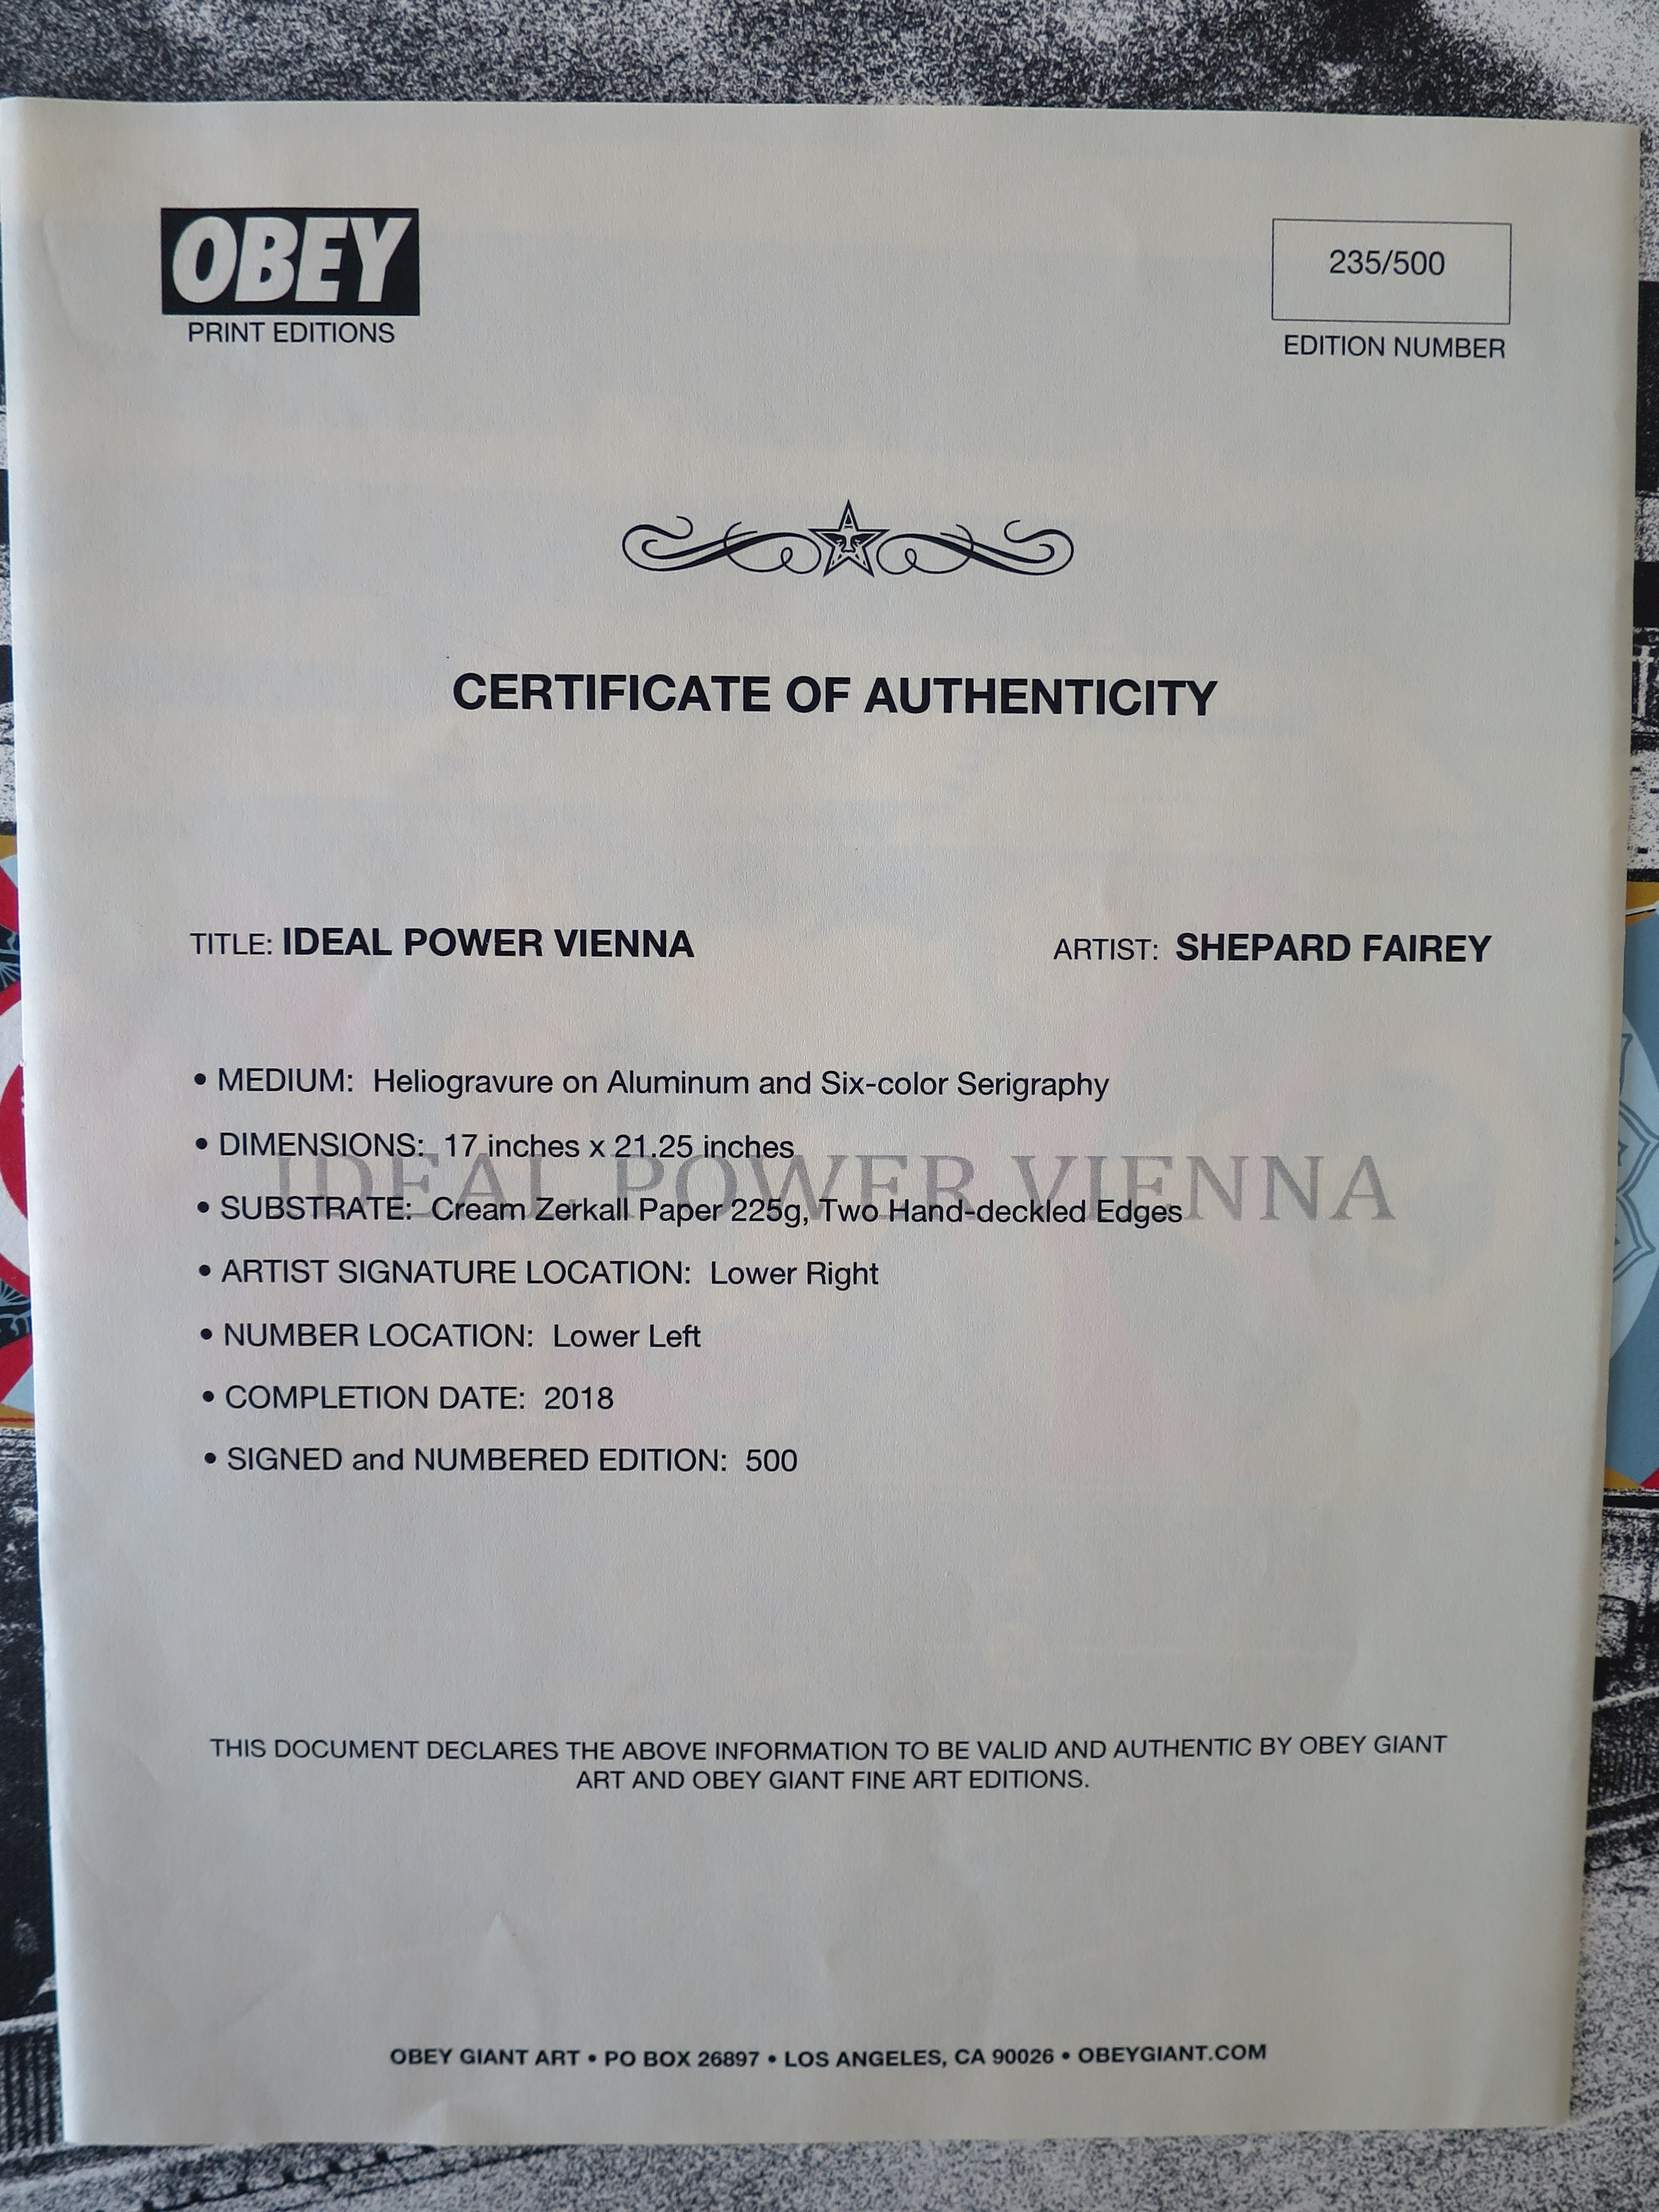 OBEY
PRINT EDITIONS
235/500
EDITION NUMBER
CERTIFICATE OF AUTHENTICITY
TITLE: IDEAL POWER VIENNA
ARTIST: SHEPARD FAIREY
• MEDIUM: Heliogravure on Aluminum and Six-color Serigraphy
• DIMENSIONS: 17 inches x 21.25 inches
IDEAL POWER VIENNA
• SUBSTRATE: Cream Zerkall Paper 225g, Two Hand-deckled Edges
• ARTIST SIGNATURE LOCATION: Lower Right
• NUMBER LOCATION: Lower Left
• COMPLETION DATE: 2018
• SIGNED and NUMBERED EDITION: 500
THIS DOCUMENT DECLARES THE ABOVE INFORMATION TO BE VALID AND AUTHENTIC BY OBEY GIANT
ART AND OBEY GIANT FINE ART EDITIONS.
OBEY GIANT ART • PO BOX 26897 • LOS ANGELES, CA 90026 • OBEYGIANT.COM